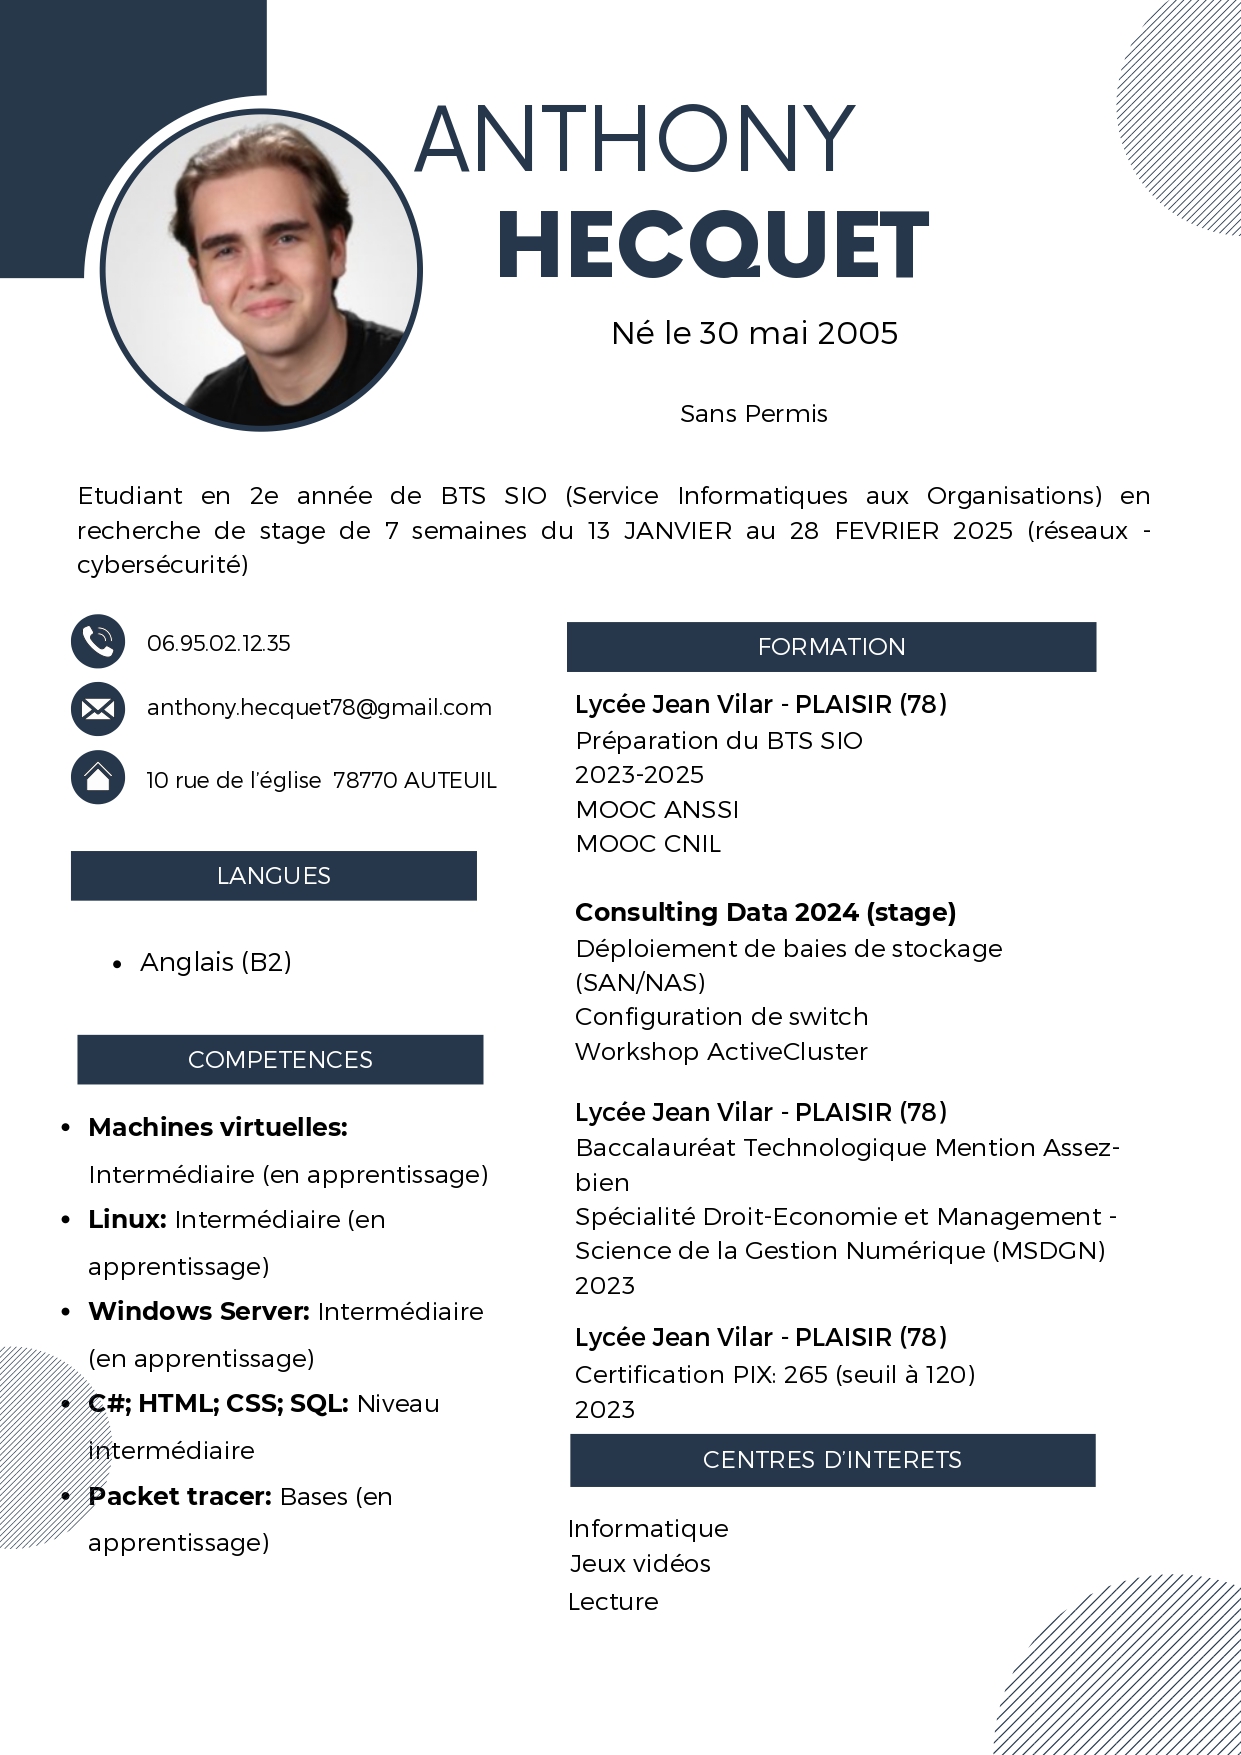 ANTHONY
HECQUET
Né le 30 mai 2005
Sans Permis
Etudiant en 2e année de BTS SIO (Service Informatiques aux Organisations) en
recherche de stage de 7 semaines du 13 JANVIER au 28 FEVRIER 2025 (réseaux -
cybersécurité)
06.95.02.12.35
anthony.hecquet78@gmail.com
10 rue de l'église  78770 AUTEUIL
LANGUES
• Anglais (B2)
COMPETENCES
• Machines virtuelles:
Intermédiaire (en apprentissage)
• Linux: Intermédiaire (en
apprentissage)
• Windows Server: Intermédiaire
(en apprentissage)
• C#; HTML; CSS; SQL: Niveau
intermédiaire
• Packet tracer: Bases (en
apprentissage)
FORMATION
Lycée Jean Vilar - PLAISIR (78)
Préparation du BTS SIO
2023-2025
MOOC ANSSI
MOOC CNIL
Consulting Data 2024 (stage)
Déploiement de baies de stockage
(SAN/NAS)
Configuration de switch
Workshop ActiveCluster
Lycée Jean Vilar - PLAISIR (78)
Baccalauréat Technologique Mention Assez-
bien
Spécialité Droit-Economie et Management -
Science de la Gestion Numérique (MSDGN)
2023
Lycée Jean Vilar - PLAISIR (78)
Certification PIX: 265 (seuil à 120)
2023
CENTRES D'INTERETS
Informatique
Jeux vidéos
Lecture